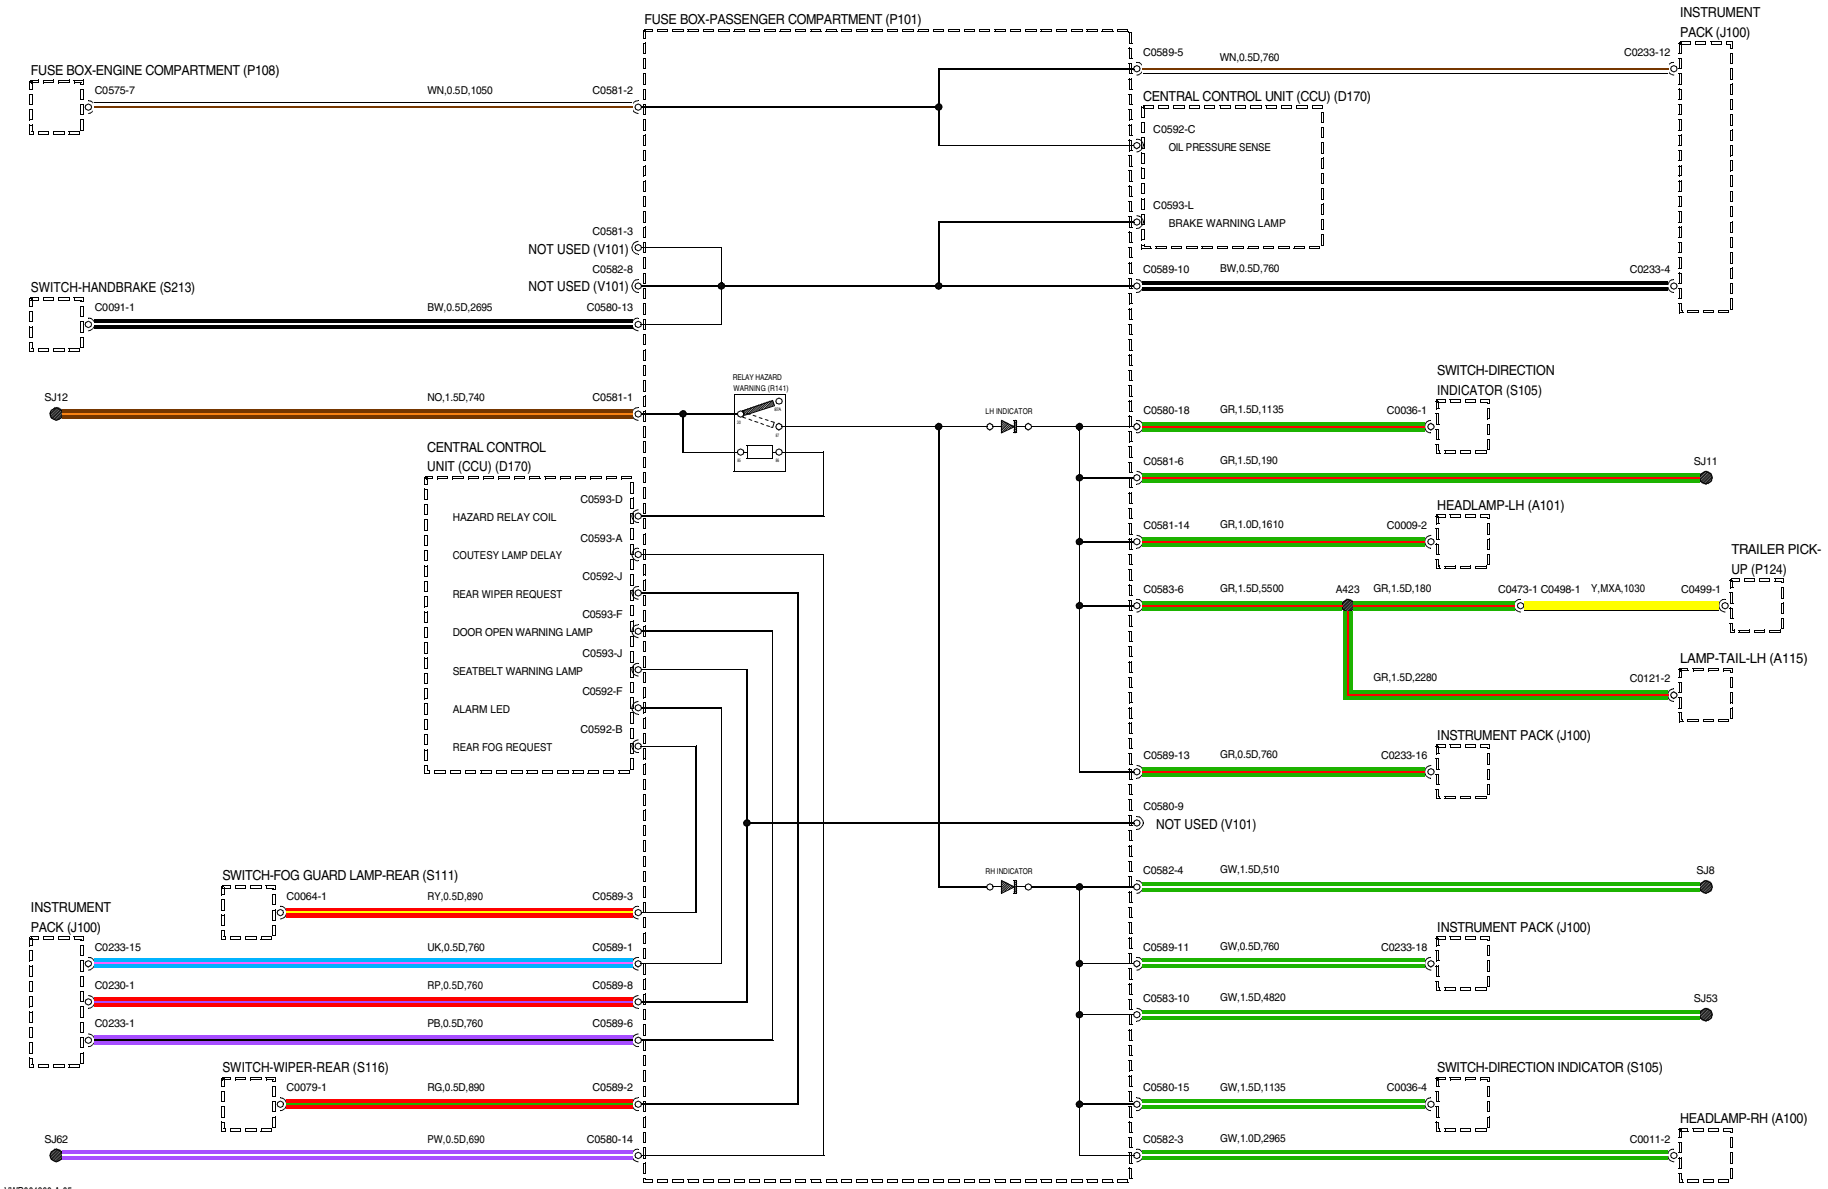 FUSE BOX-PASSENGER COMPARTMENT (P101)
INSTRUMENT
PACK (J100)
FUSE BOX-ENGINE COMPARTMENT (P108)
C0575-7 WN,0.5D,1050 C0581-2
C0589-5 WN,0.5D,760 C0233-12
CENTRAL CONTROL UNIT (CCU) (D170)
C0592-C
OIL PRESSURE SENSE
C0593-L
BRAKE WARNING LAMP
C0581-3
NOT USED (V101)
C0582-8
NOT USED (V101)
C0589-10 BW,0.5D,760 C0233-4
SWITCH-HANDBRAKE (S213)
C0091-1 BW,0.5D,2695 C0580-13
SJ12 NO,1.5D,740 C0581-1
RELAY HAZARD
WARNING (R141)
87A
30
87
85 86
LH INDICATOR
SWITCH-DIRECTION
INDICATOR (S105)
C0580-18 GR,1.5D,1135 C0036-1
C0581-6 GR,1.5D,190 SJ11
HEADLAMP-LH (A101)
C0581-14 GR,1.0D,1610 C0009-2
TRAILER PICK-
UP (P124)
C0583-6 GR,1.5D,5500 A423 GR,1.5D,180 C0473-1 C0498-1 Y,MXA,1030 C0499-1
LAMP-TAIL-LH (A115)
GR,1.5D,2280 C0121-2
INSTRUMENT PACK (J100)
C0589-13 GR,0.5D,760 C0233-16
C0580-9
NOT USED (V101)
CENTRAL CONTROL
UNIT (CCU) (D170)
C0593-D
HAZARD RELAY COIL
C0593-A
COUTESY LAMP DELAY
C0592-J
REAR WIPER REQUEST
C0593-F
DOOR OPEN WARNING LAMP
C0593-J
SEATBELT WARNING LAMP
C0592-F
ALARM LED
C0592-B
REAR FOG REQUEST
SWITCH-FOG GUARD LAMP-REAR (S111)
C0064-1 RY,0.5D,890 C0589-3
INSTRUMENT
PACK (J100)
C0233-15 UK,0.5D,760 C0589-1
C0230-1 RP,0.5D,760 C0589-8
C0233-1 PB,0.5D,760 C0589-6
SWITCH-WIPER-REAR (S116)
C0079-1 RG,0.5D,890 C0589-2
SJ62 PW,0.5D,690 C0580-14
RH INDICATOR
C0582-4 GW,1.5D,510 SJ8
INSTRUMENT PACK (J100)
C0589-11 GW,0.5D,760 C0233-18
C0583-10 GW,1.5D,4820 SJ53
SWITCH-DIRECTION INDICATOR (S105)
C0580-15 GW,1.5D,1135 C0036-4
HEADLAMP-RH (A100)
C0582-3 GW,1.0D,2965 C0011-2